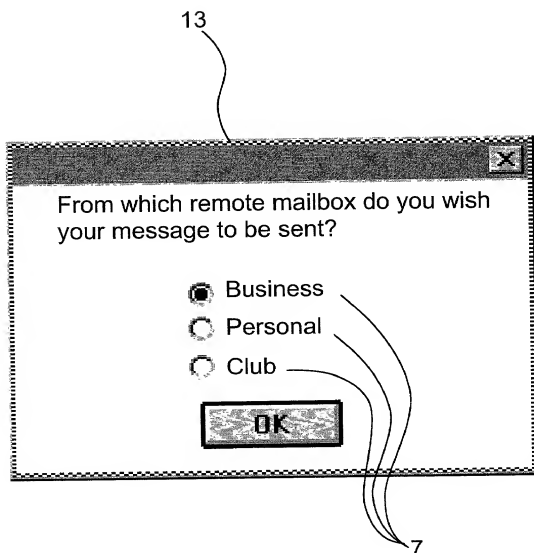 13
From which remote mailbox do you wish
your message to be sent?
Business
Personal
Club
OK
7